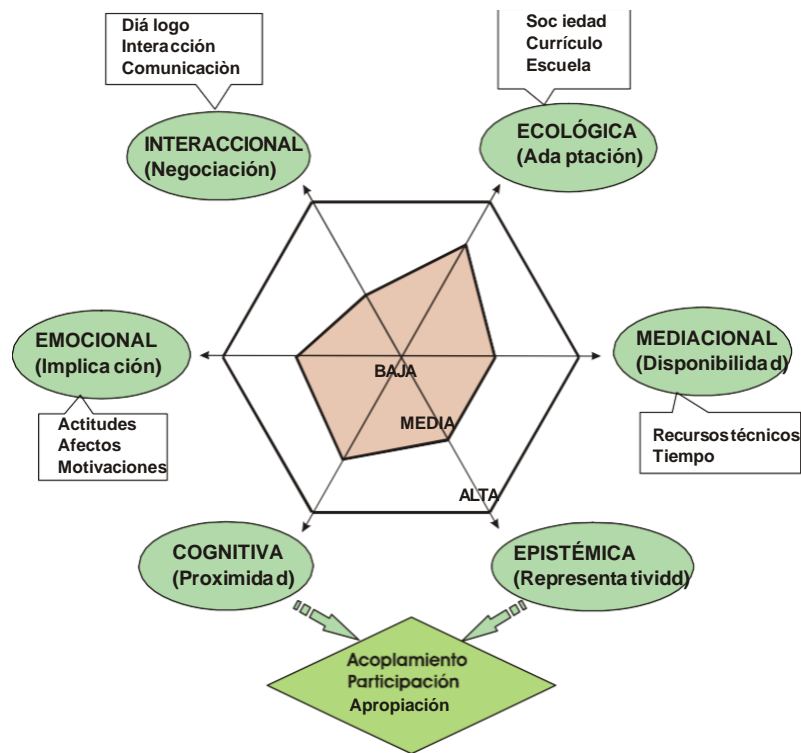 Diá logo
Interacción
Comunicaciòn
Soc iedad
Currículo
Escuela
INTERACCIONAL
(Negociación)
ECOLÓGICA
(Ada ptación)
EMOCIONAL
(Implica ción)
MEDIACIONAL
(Disponibilida d)
BAJA
MEDIA
ALTA
Actitudes
Afectos
Motivaciones
Recursos técnicos
Tiempo
COGNITIVA
(Proximida d)
EPISTÉMICA
(Representa tividd)
Acoplamiento
Participación
Apropiación